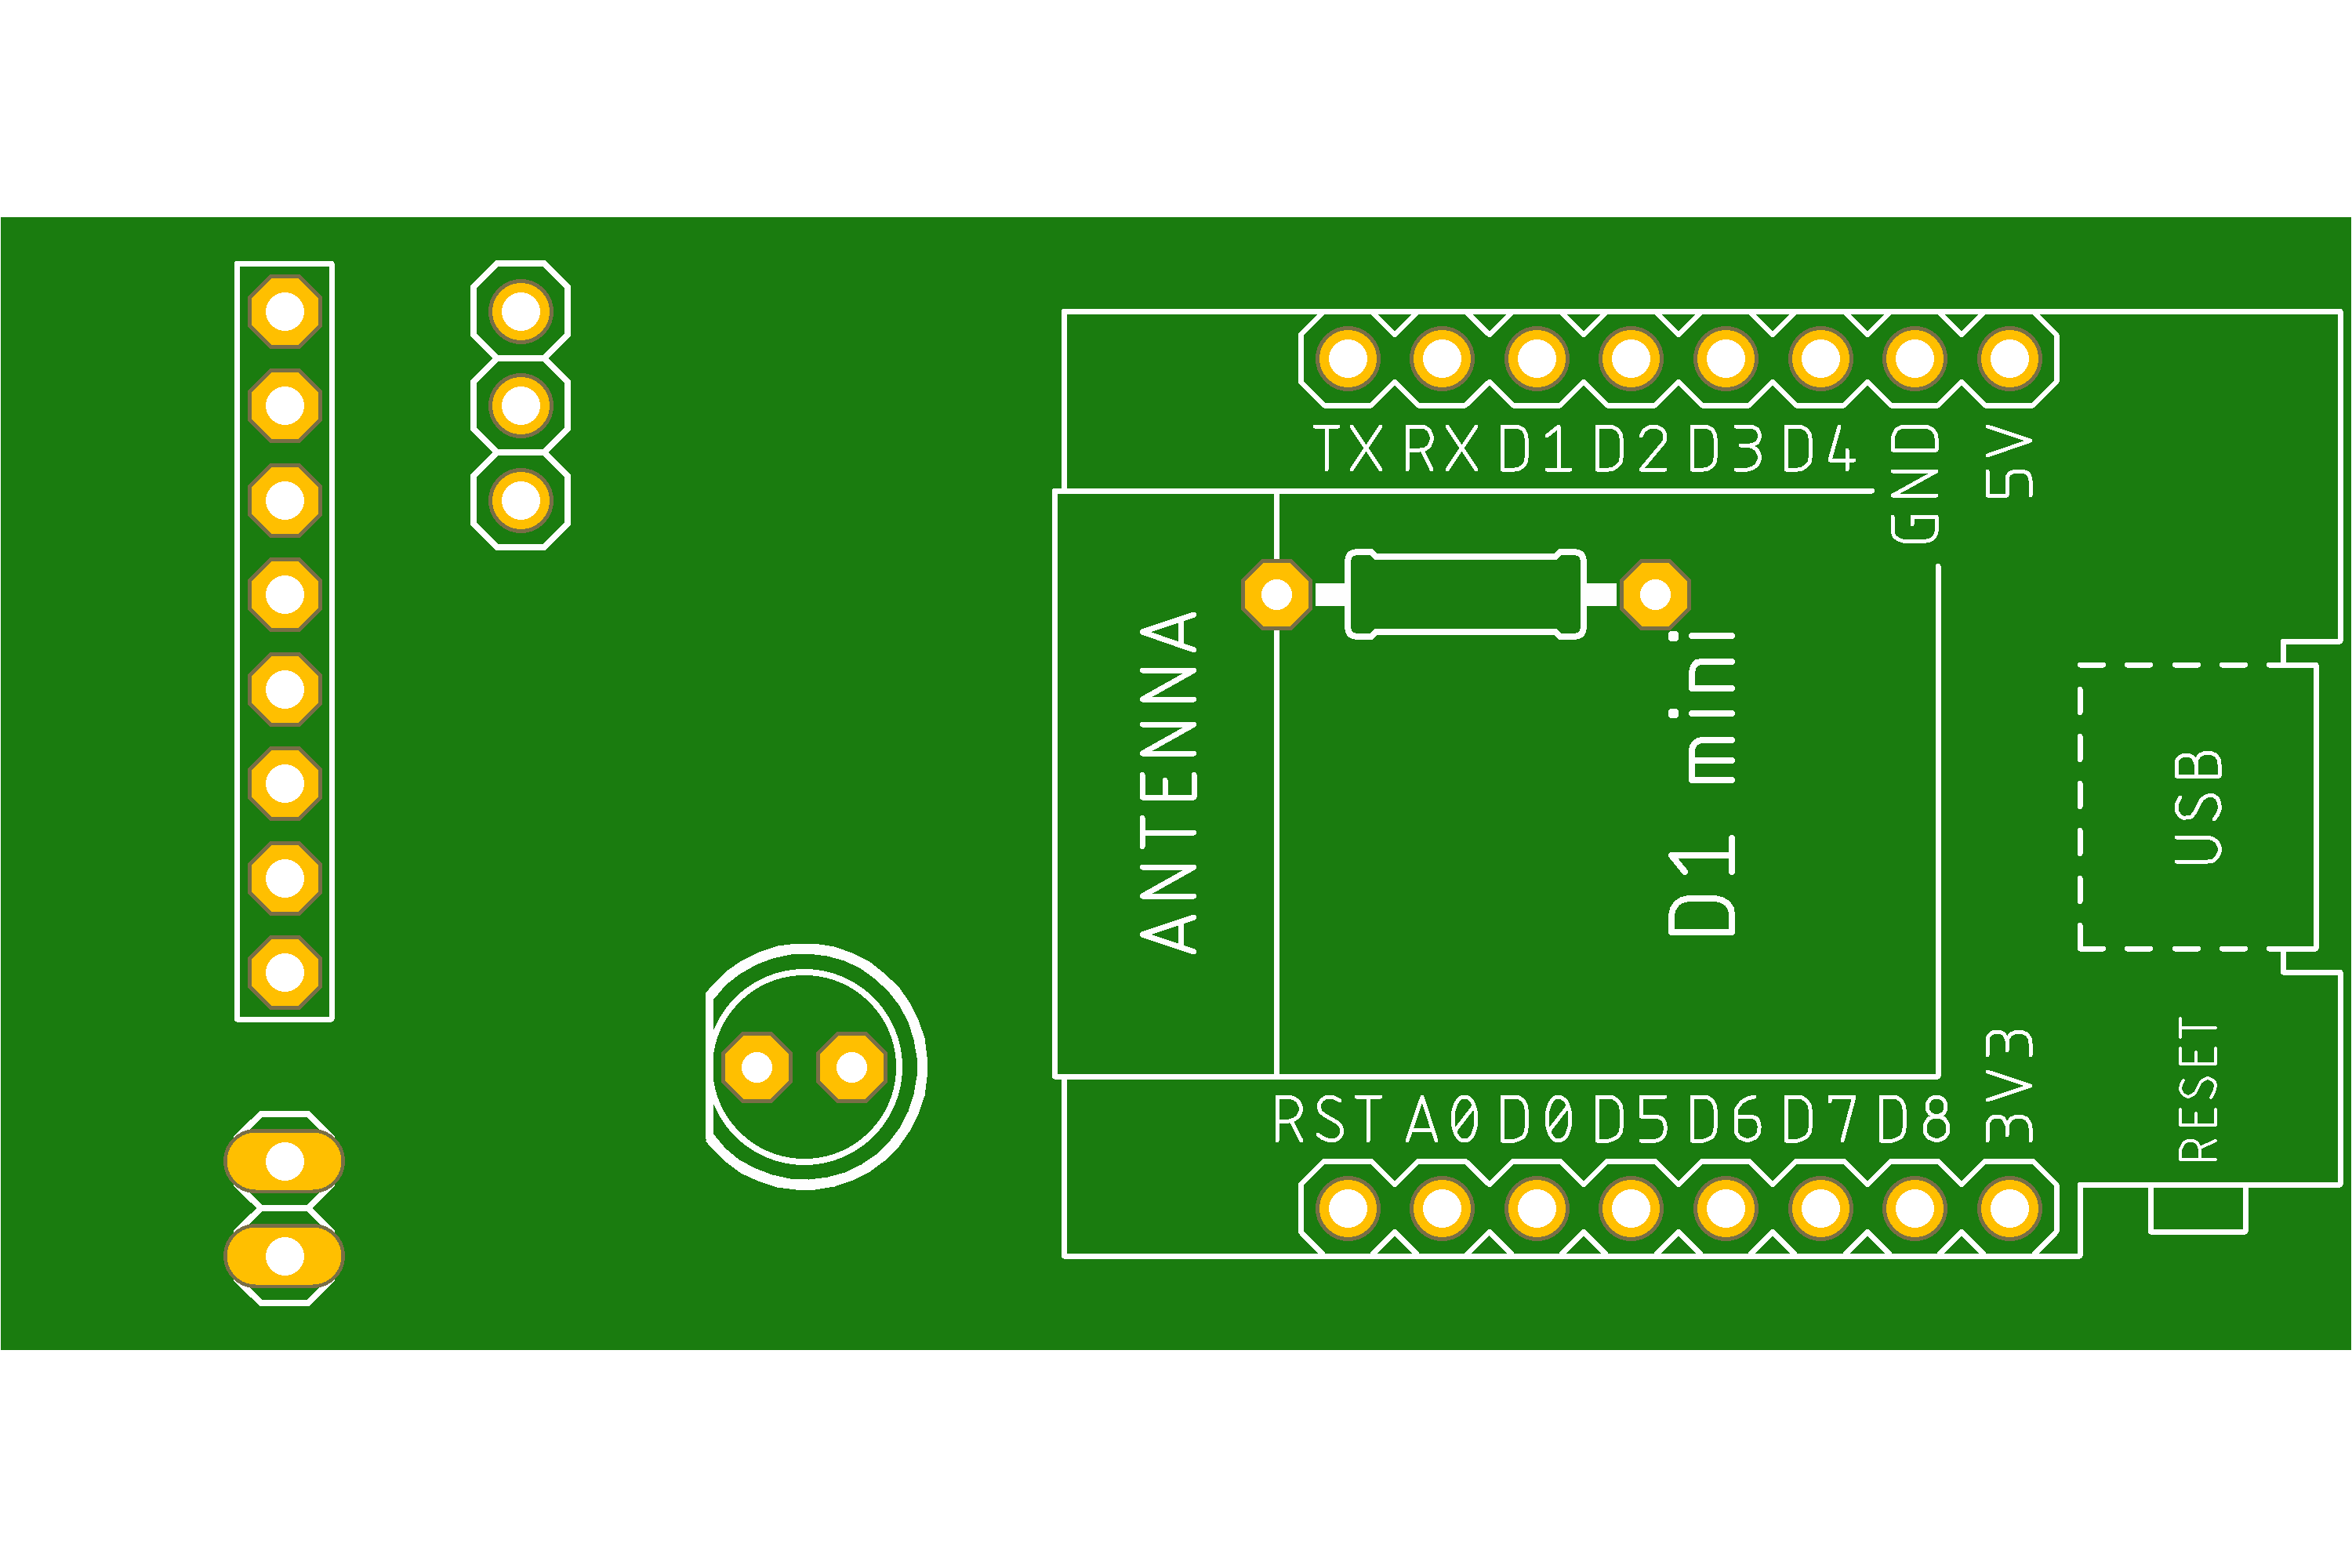 TX RX D1 D2 D3 D4 GND 5V
ANTENNA
D1 mini
USB
RST A0 D0 D5 D6 D7 D8 3V3
RESET